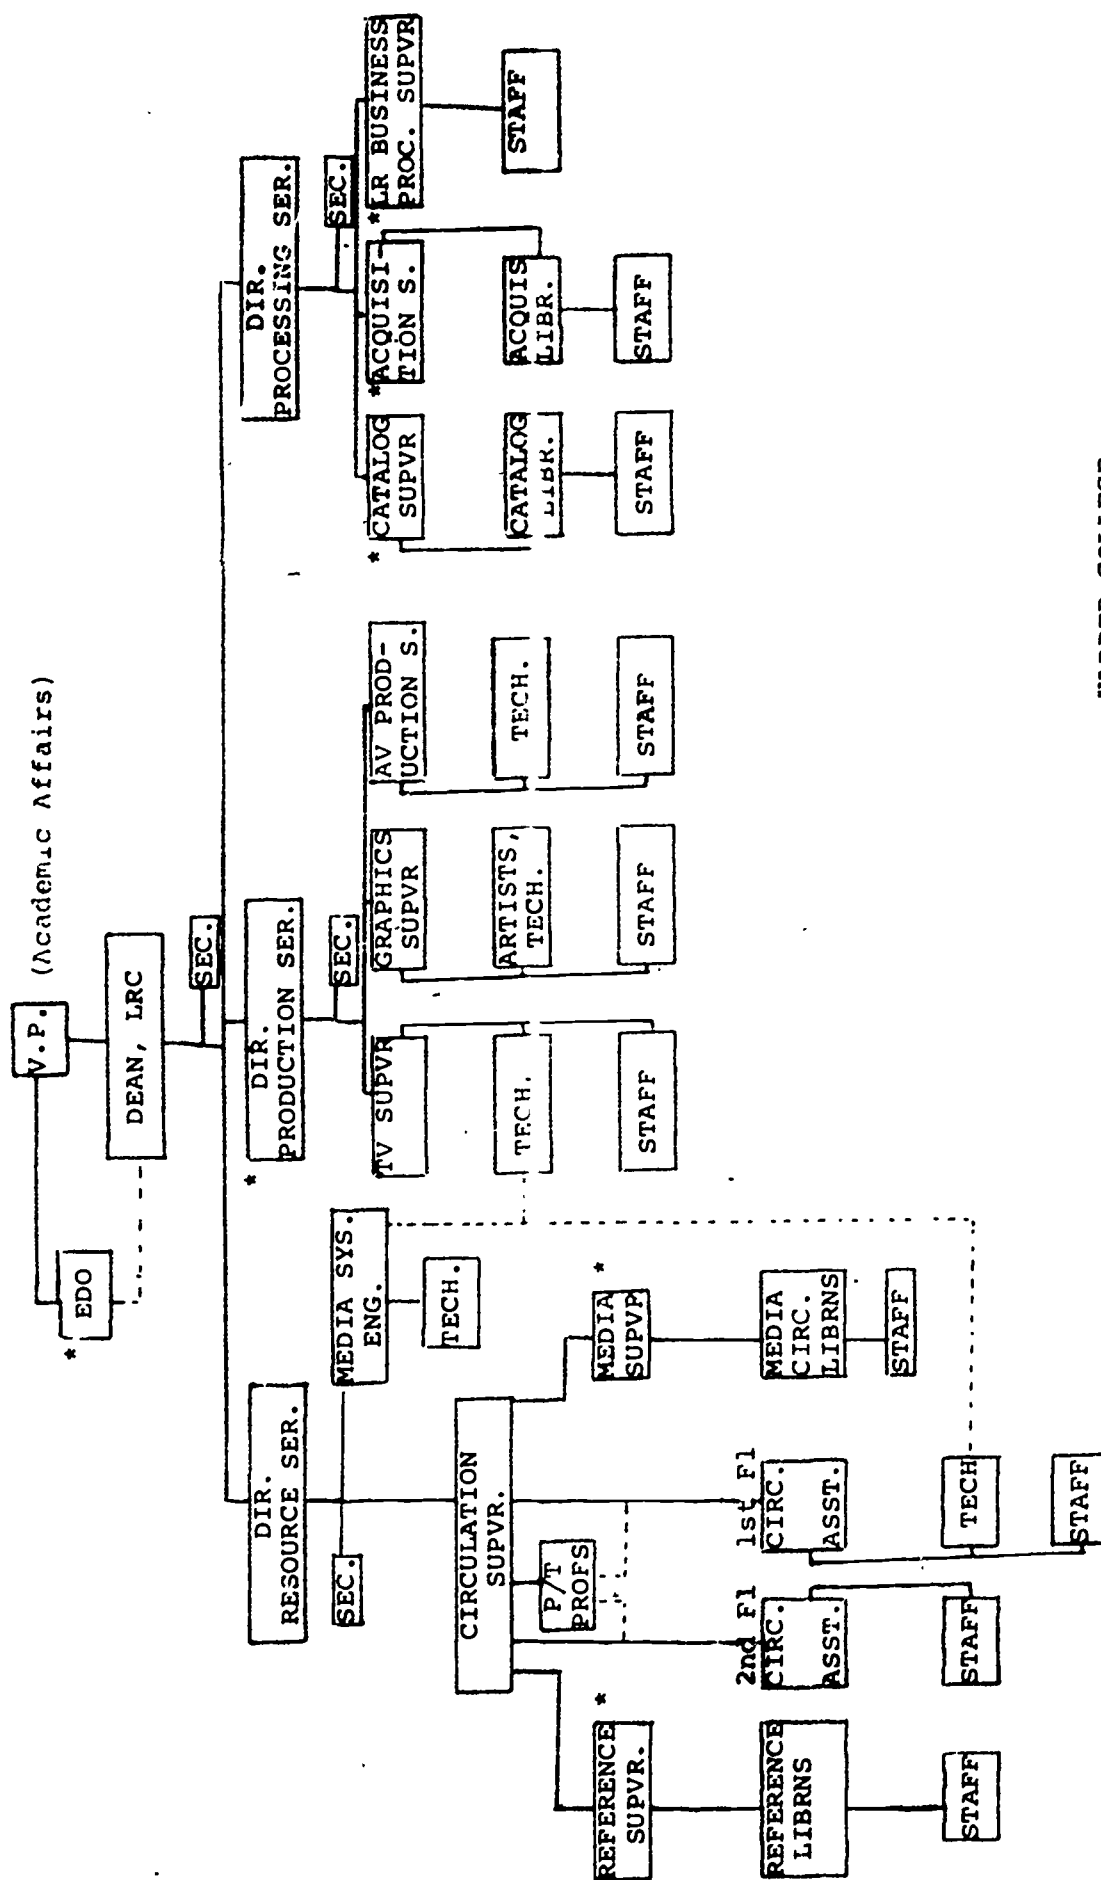 V.P. (Academic Affairs)
* EDO
DEAN, LRC
SEC.
DIR.
RESOURCE SER.
*
DIR.
PRODUCTION SER.
DIR.
PROCESSING SER.
SEC.
MEDIA SYS.
ENG.
TECH.
SEC.
SEC.
TV SUPVR
GRAPHICS
SUPVR
AV PROD-
UCTION S.
* CATALOG
SUPVR
* ACQUISI-
TION S.
* LR BUSINESS
PROC. SUPVR
CIRCULATION
SUPVR.
TECH.
ARTISTS,
TECH.
TECH.
CATALOG
LIBR.
ACQUIS
LIBR.
STAFF
P/T
PROFS
*
REFERENCE
SUPVR.
MEDIA *
SUPVP
STAFF
STAFF
STAFF
STAFF
STAFF
2nd Fl
CIRC.
ASST.
1st Fl
CIRC.
ASST.
REFERENCE
LIBRNS
MEDIA
CIRC.
LIBRNS
STAFF
STAFF
STAFF
TECH
STAFF